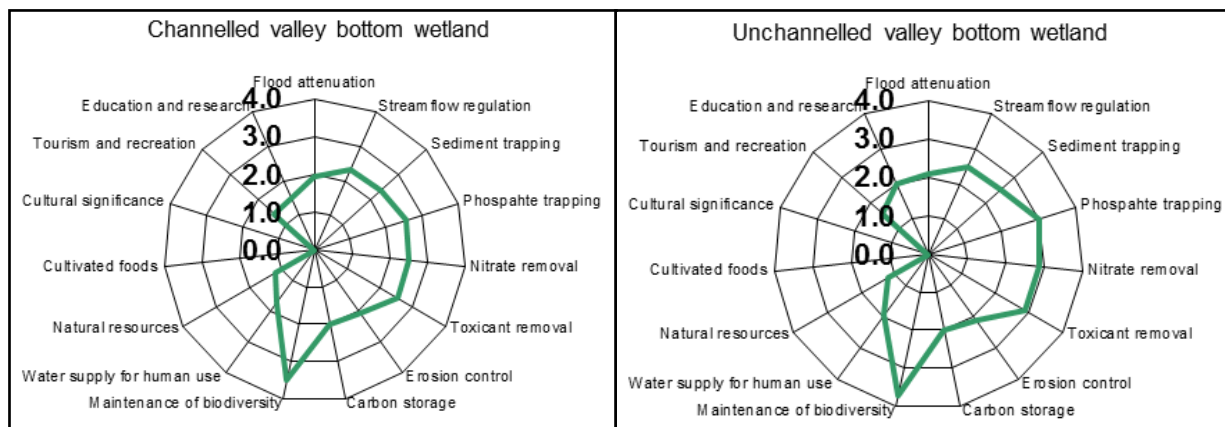 Channelled valley bottom wetland
Flood attenuation
Streamflow regulation
Sediment trapping
Phospahte trapping
Nitrate removal
Toxicant removal
Erosion control
Carbon storage
Maintenance of biodiversity
Water supply for human use
Natural resources
Cultivated foods
Cultural significance
Tourism and recreation
Education and research
4.0
3.0
2.0
1.0
0.0
Unchannelled valley bottom wetland
Flood attenuation
Streamflow regulation
Sediment trapping
Phospahte trapping
Nitrate removal
Toxicant removal
Erosion control
Carbon storage
Maintenance of biodiversity
Water supply for human use
Natural resources
Cultivated foods
Cultural significance
Tourism and recreation
Education and research
4.0
3.0
2.0
1.0
0.0